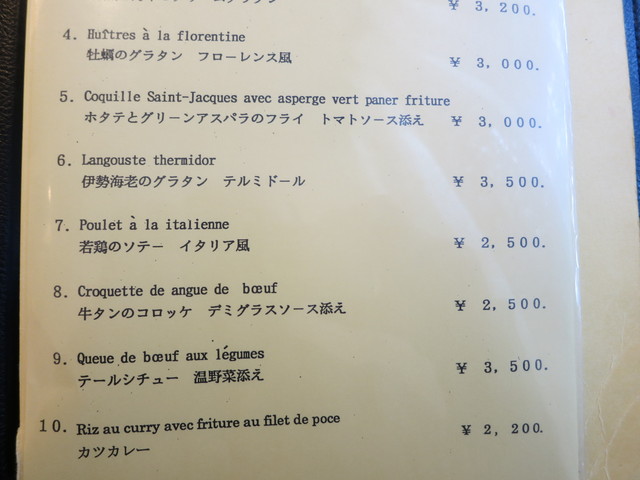 ¥ 3,200.
4. Huîtres à la florentine
牡蠣のグラタン　フローレンス風　¥ 3,000.
5. Coquille Saint-Jacques avec asperge vert paner friture
ホタテとグリーンアスパラのフライ　トマトソース添え　¥ 3,000.
6. Langouste thermidor
伊勢海老のグラタン　テルミドール　¥ 3,500.
7. Poulet à la italienne
若鶏のソテー　イタリア風　¥ 2,500.
8. Croquette de angue de bœuf
牛タンのコロッケ　デミグラスソース添え　¥ 2,500.
9. Queue de bœuf aux légumes
テールシチュー　温野菜添え　¥ 3,500.
10. Riz au curry avec friture au filet de poce
カツカレー　¥ 2,200.